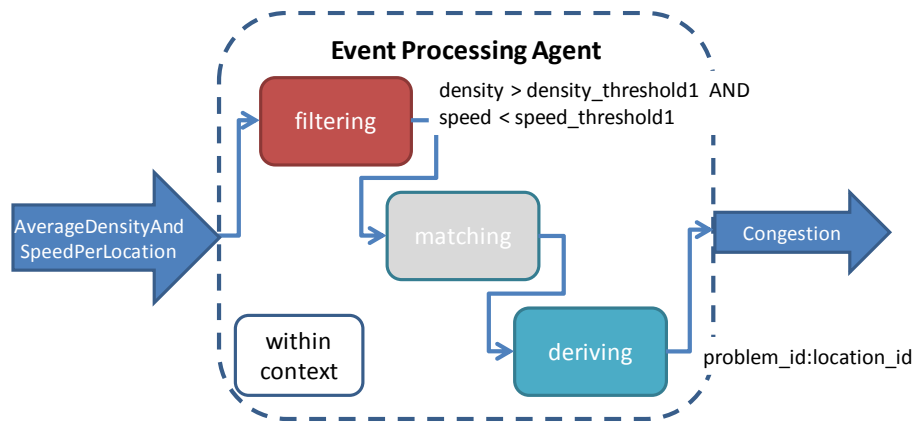 Event Processing Agent
density > density_threshold1 AND
speed < speed_threshold1
filtering
AverageDensityAnd
SpeedPerLocation
matching
Congestion
within
context
deriving
problem_id:location_id